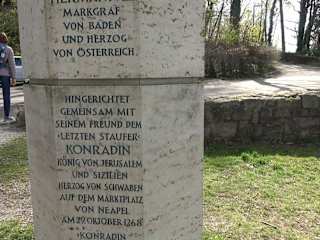 MARKGRAF
VON BADEN
UND HERZOG
VON ÖSTERREICH.
HINGERICHTET
GEMEINSAM MIT
SEINEM FREUND DEM
›LETZTEN STAUFER‹
KONRADIN
KÖNIG VON JERUSALEM
UND SIZILIEN
HERZOG VON SCHWABEN
AUF DEM MARKTPLATZ
VON NEAPEL
AM 29. OKTOBER 1268
›KONRADIN